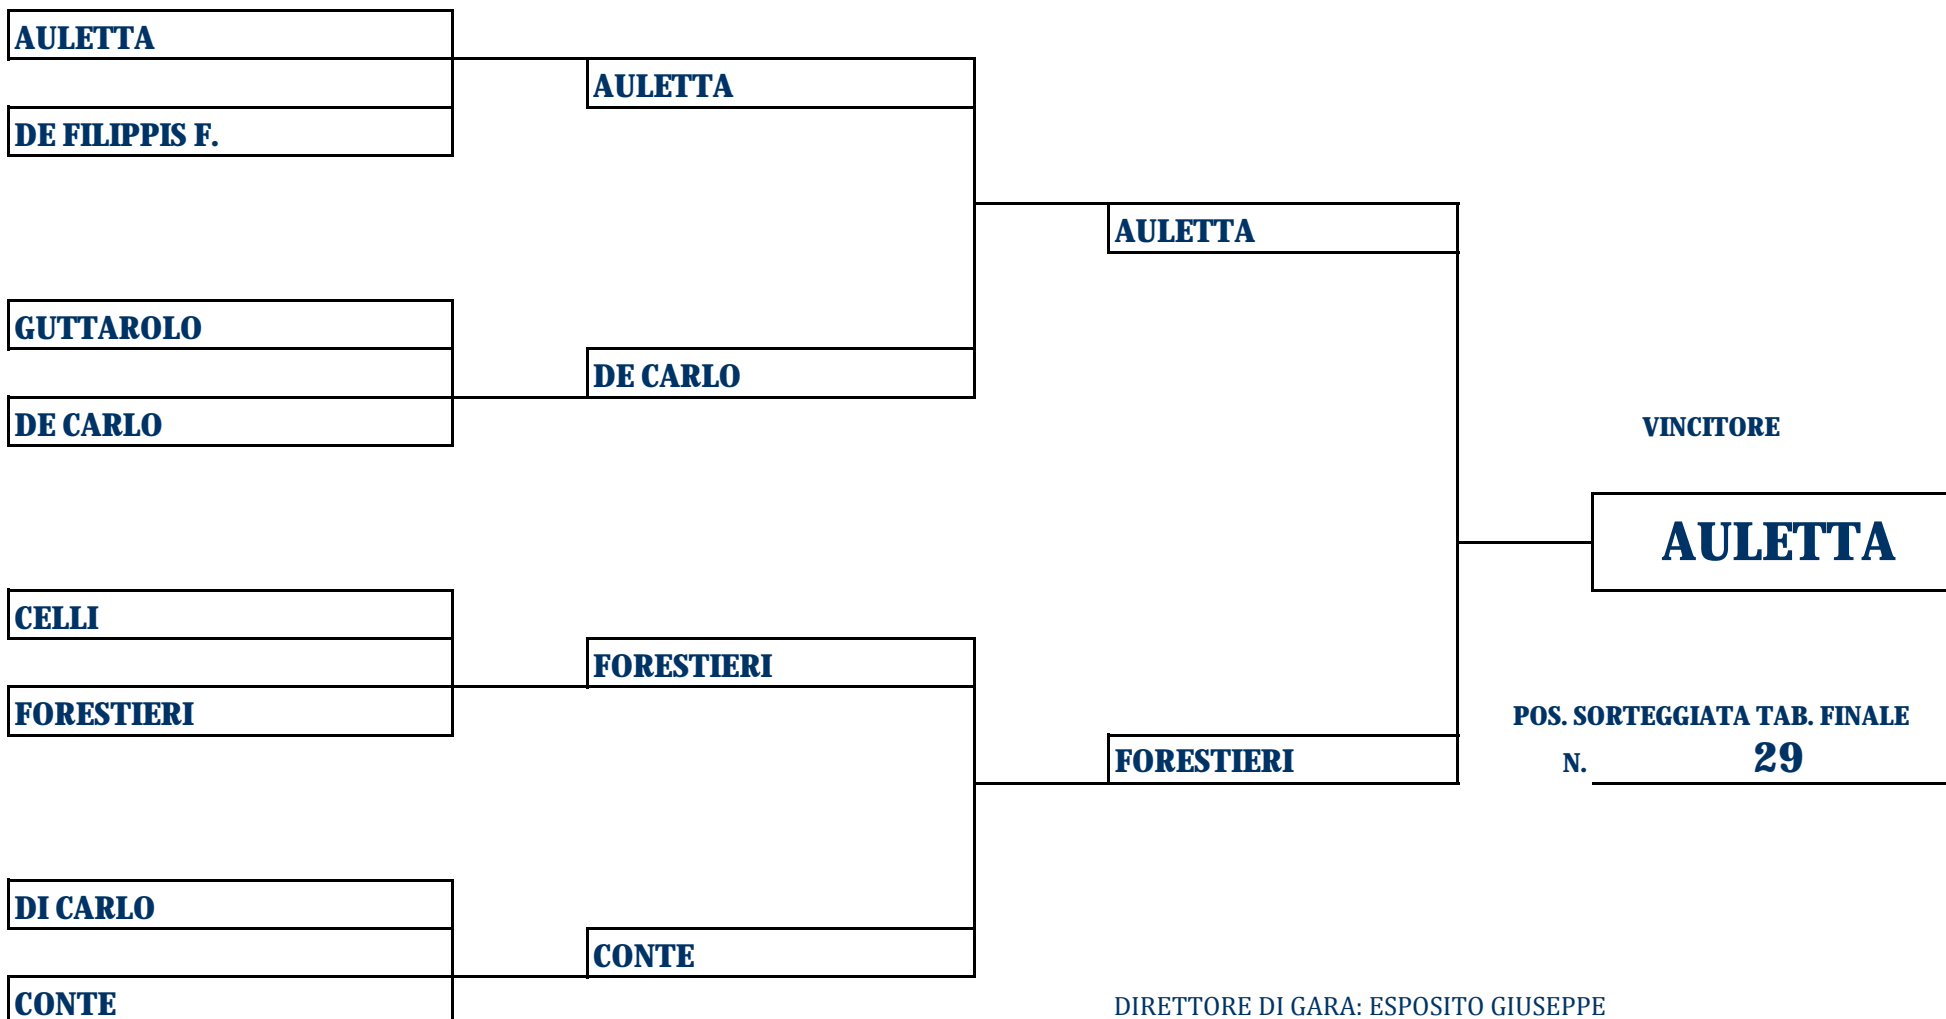 AULETTA
AULETTA
DE FILIPPIS F.
AULETTA
GUTTAROLO
DE CARLO
DE CARLO
VINCITORE
AULETTA
CELLI
FORESTIERI
FORESTIERI
POS. SORTEGGIATA TAB. FINALE
FORESTIERI
N. 29
DI CARLO
CONTE
CONTE
DIRETTORE DI GARA: ESPOSITO GIUSEPPE